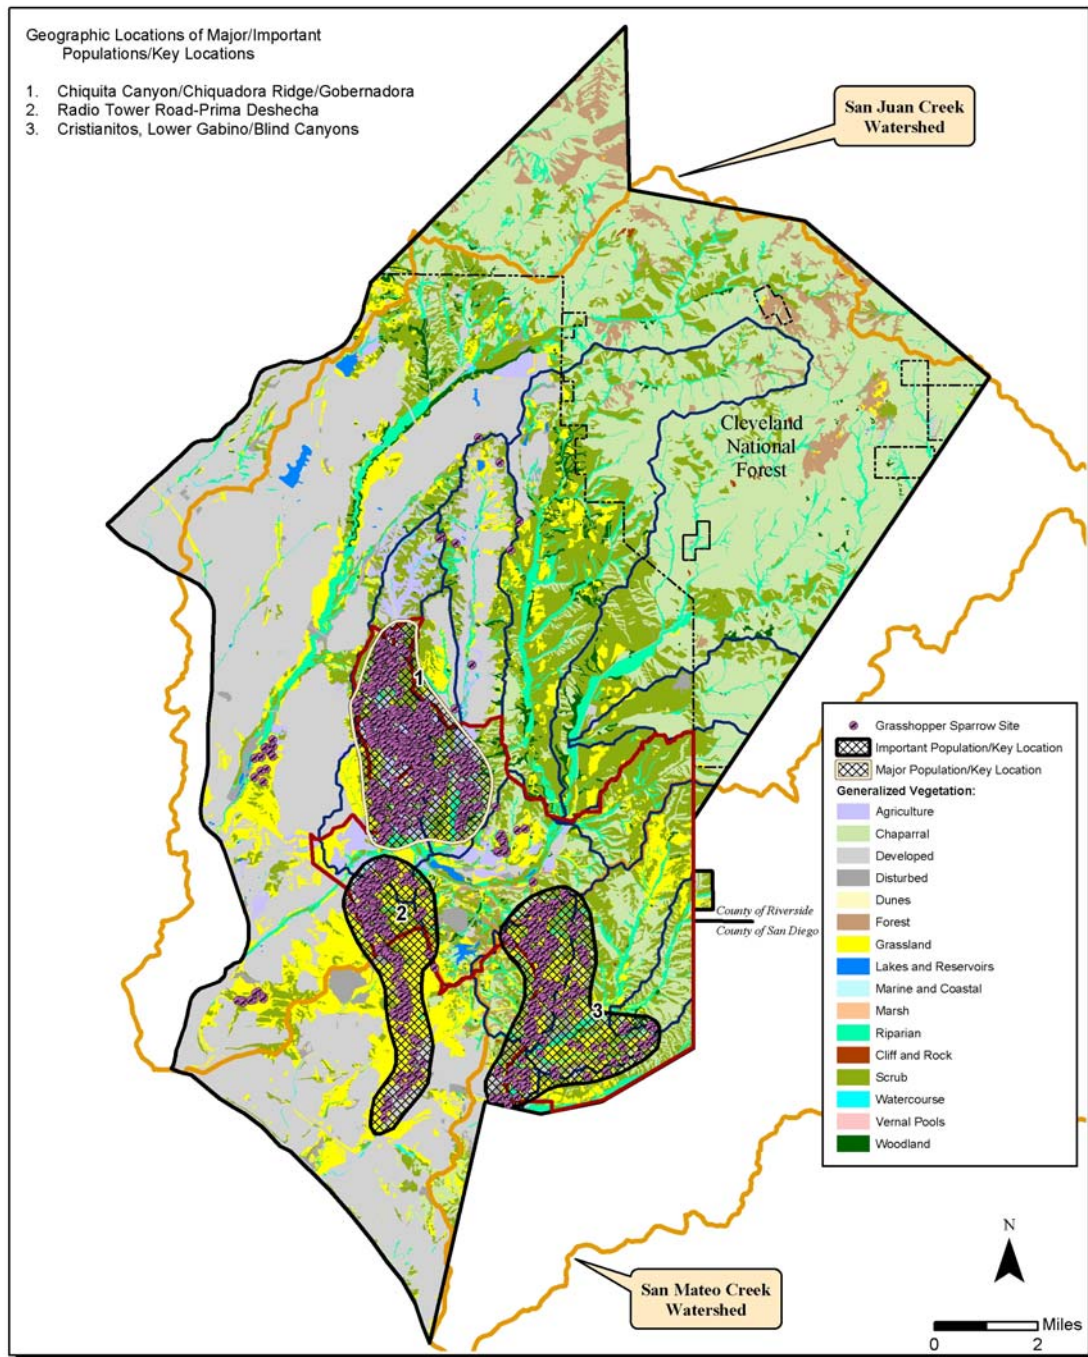 Geographic Locations of Major/Important
Populations/Key Locations
1. Chiquita Canyon/Chiquadora Ridge/Gobernadora
2. Radio Tower Road-Prima Deshecha
3. Cristianitos, Lower Gabino/Blind Canyons
San Juan Creek
Watershed
Cleveland
National
Forest
1
2
3
Grasshopper Sparrow Site
Important Population/Key Location
Major Population/Key Location
Generalized Vegetation:
Agriculture
Chaparral
Developed
Disturbed
Dunes
Forest
Grassland
Lakes and Reservoirs
Marine and Coastal
Marsh
Riparian
Cliff and Rock
Scrub
Watercourse
Vernal Pools
Woodland
County of Riverside
County of San Diego
San Mateo Creek
Watershed
N
Miles
0 2